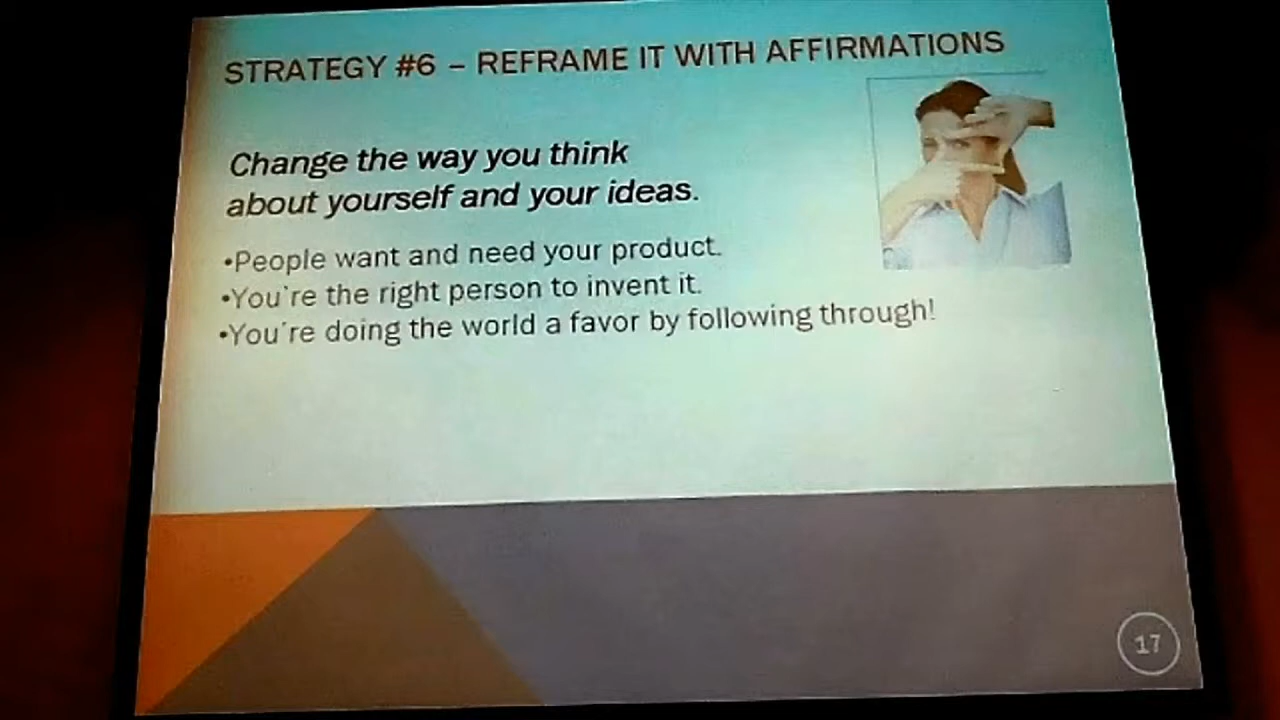 STRATEGY #6 – REFRAME IT WITH AFFIRMATIONS
Change the way you think
about yourself and your ideas.
•People want and need your product.
•You're the right person to invent it.
•You're doing the world a favor by following through!
17